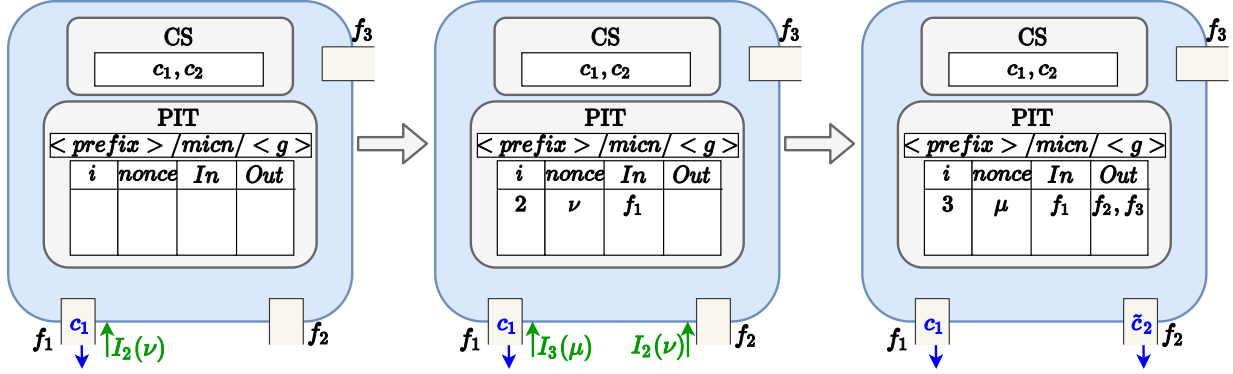 CS
c₁, c₂
f₃
PIT
< prefix > /micn/ < g >
i nonce In Out
f₁ c₁ I₂(ν) f₂
CS
c₁, c₂
f₃
PIT
< prefix > /micn/ < g >
i nonce In Out
2 ν f₁
f₁ c₁ I₃(μ) I₂(ν) f₂
CS
c₁, c₂
f₃
PIT
< prefix > /micn/ < g >
i nonce In Out
3 μ f₁ f₂, f₃
f₁ c₁ c̃₂ f₂